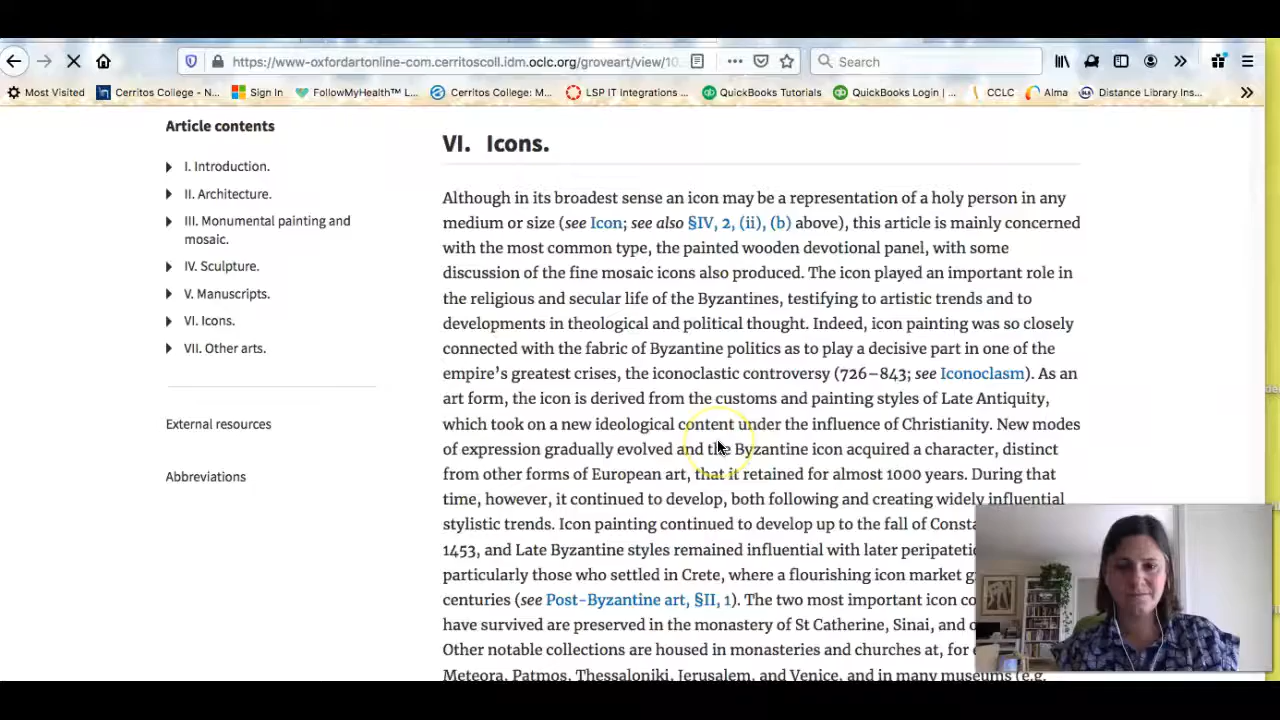 https://www-oxfordartonline-com.cerritoscoll.idm.oclc.org/groveart/view/10.
Search
Most Visited
Cerritos College - N...
Sign In
FollowMyHealth™ L...
Cerritos College: M...
LSP IT Integrations ...
QuickBooks Tutorials
QuickBooks Login | ...
CCLC
Alma
Distance Library Ins...
Article contents
I. Introduction.
II. Architecture.
III. Monumental painting and
mosaic.
IV. Sculpture.
V. Manuscripts.
VI. Icons.
VII. Other arts.
External resources
Abbreviations
VI. Icons.
Although in its broadest sense an icon may be a representation of a holy person in any
medium or size (see Icon; see also §IV, 2, (ii), (b) above), this article is mainly concerned
with the most common type, the painted wooden devotional panel, with some
discussion of the fine mosaic icons also produced. The icon played an important role in
the religious and secular life of the Byzantines, testifying to artistic trends and to
developments in theological and political thought. Indeed, icon painting was so closely
connected with the fabric of Byzantine politics as to play a decisive part in one of the
empire's greatest crises, the iconoclastic controversy (726–843; see Iconoclasm). As an
art form, the icon is derived from the customs and painting styles of Late Antiquity,
which took on a new ideological content under the influence of Christianity. New modes
of expression gradually evolved and the Byzantine icon acquired a character, distinct
from other forms of European art, that it retained for almost 1000 years. During that
time, however, it continued to develop, both following and creating widely influential
stylistic trends. Icon painting continued to develop up to the fall of Consta
1453, and Late Byzantine styles remained influential with later peripateti
particularly those who settled in Crete, where a flourishing icon market g
centuries (see Post-Byzantine art, §II, 1). The two most important icon co
have survived are preserved in the monastery of St Catherine, Sinai, and o
Other notable collections are housed in monasteries and churches at, for e
Meteora, Patmos, Thessaloniki, Jerusalem, and Venice, and in many museums (e.g.